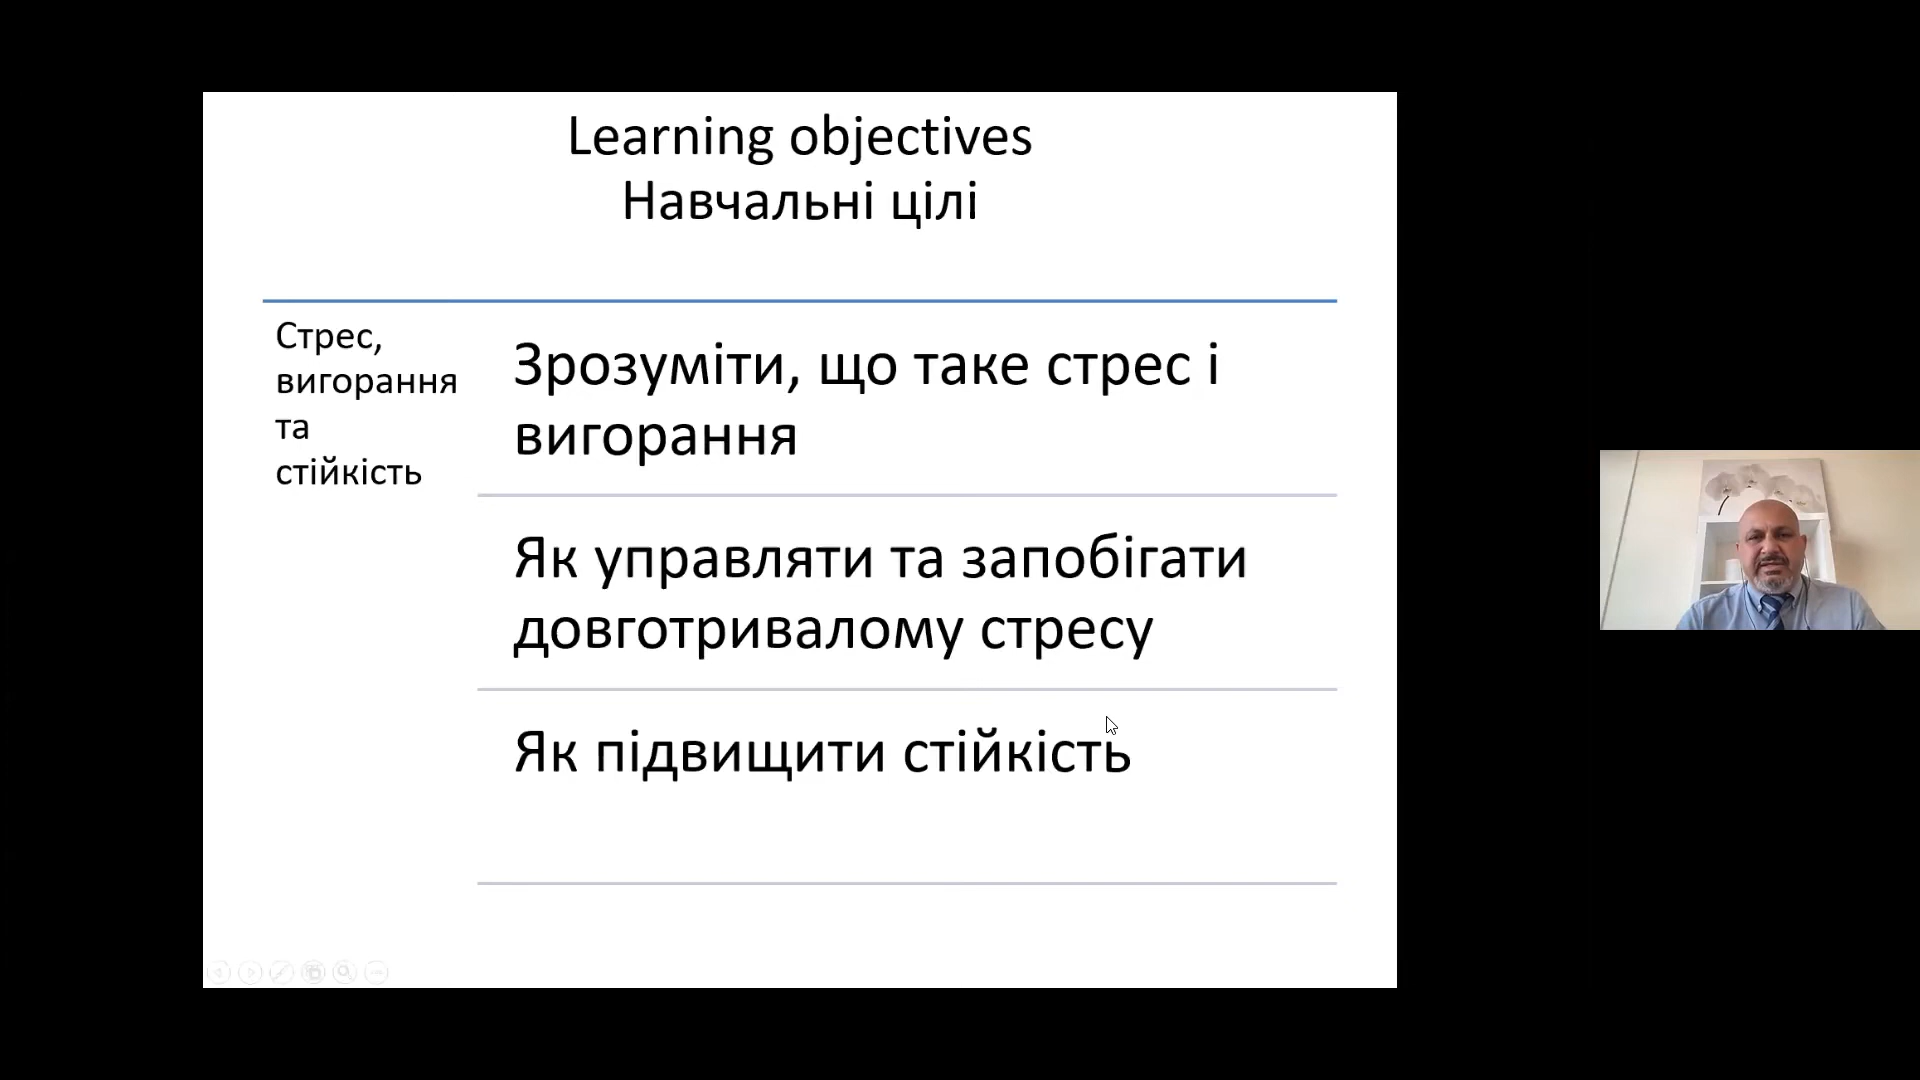 Learning objectives
Навчальні цілі
Стрес,
вигорання
та
стійкість
Зрозуміти, що таке стрес і
вигорання
Як управляти та запобігати
довготривалому стресу
Як підвищити стійкість